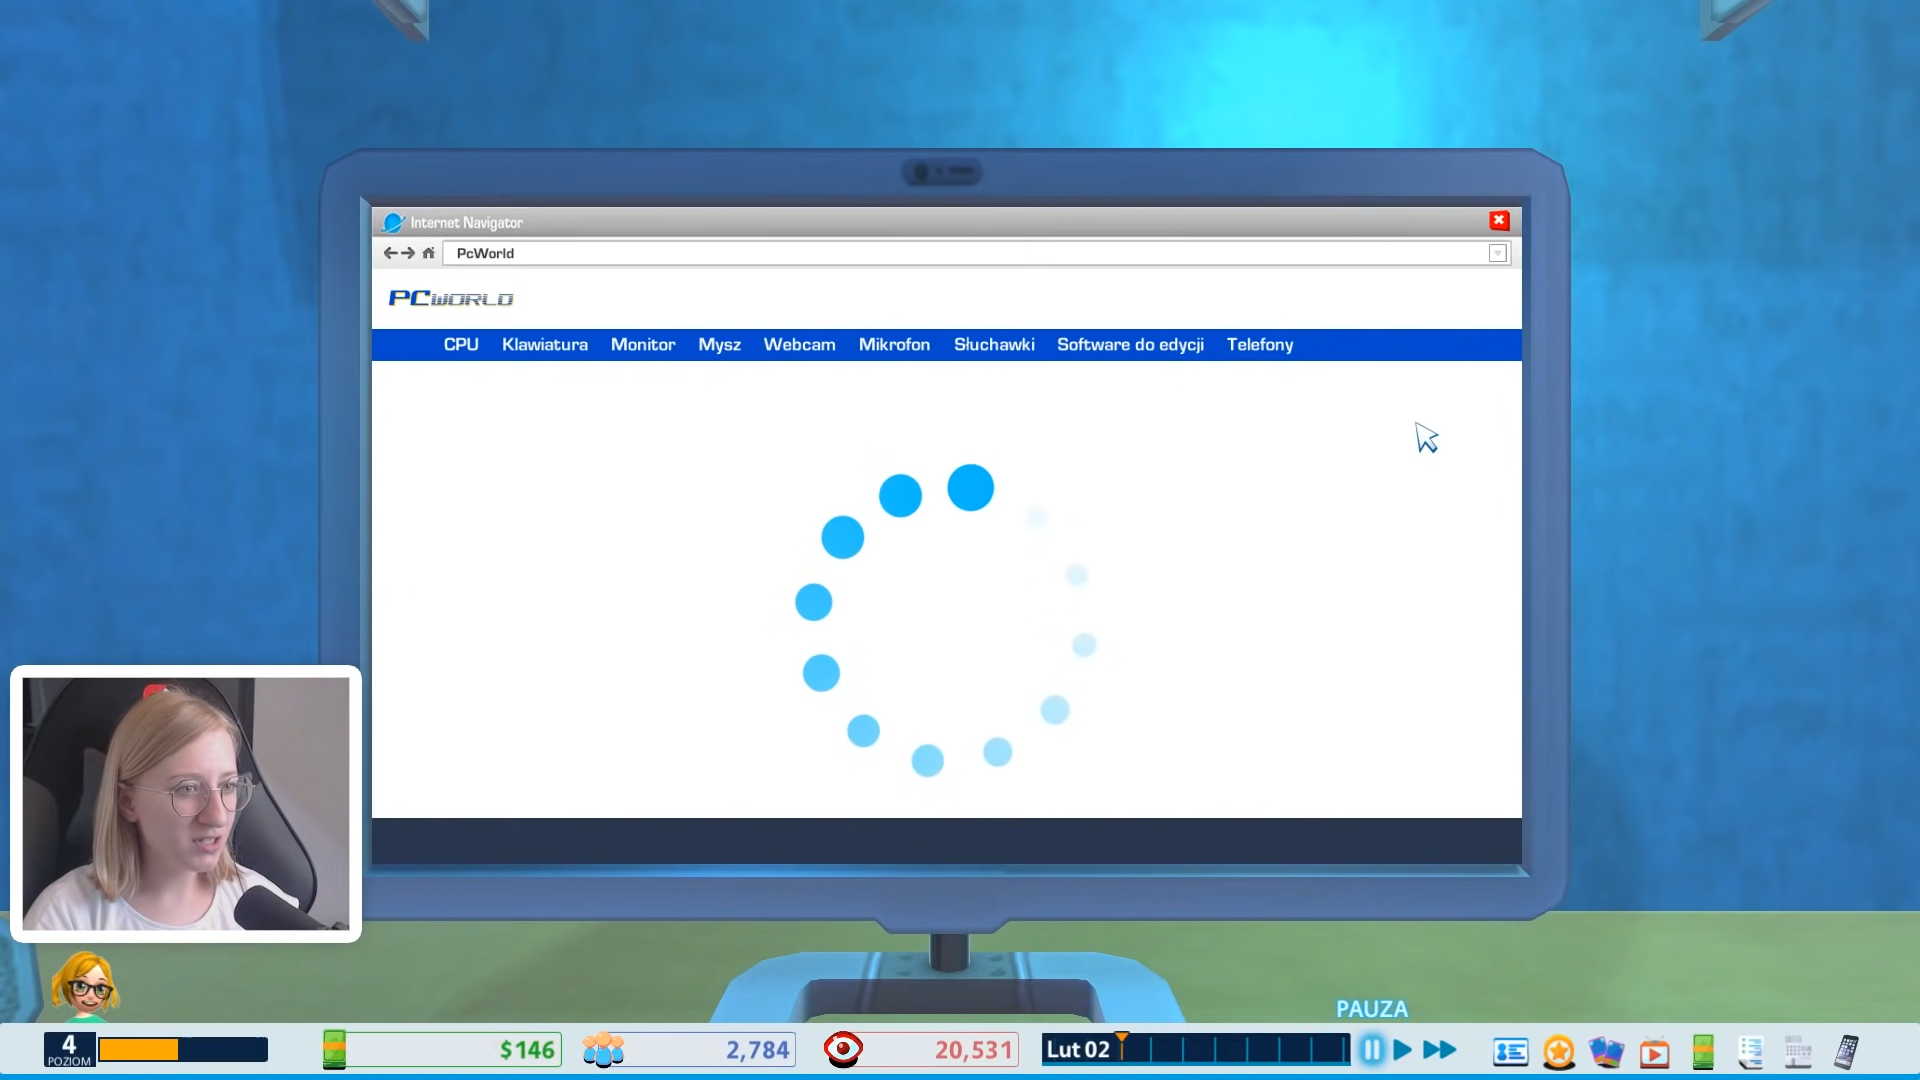 Internet Navigator
PcWorld
PCWORLD
CPU Klawiatura Monitor Mysz Webcam Mikrofon Słuchawki Software do edycji Telefony
PAUZA
4
POZIOM
$146
2,784
20,531
Lut 02